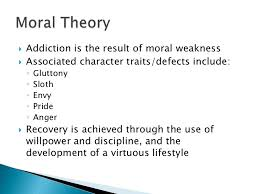 Moral Theory
Addiction is the result of moral weakness
Associated character traits/defects include:
Gluttony
Sloth
Envy
Pride
Anger
Recovery is achieved through the use of
willpower and discipline, and the
development of a virtuous lifestyle